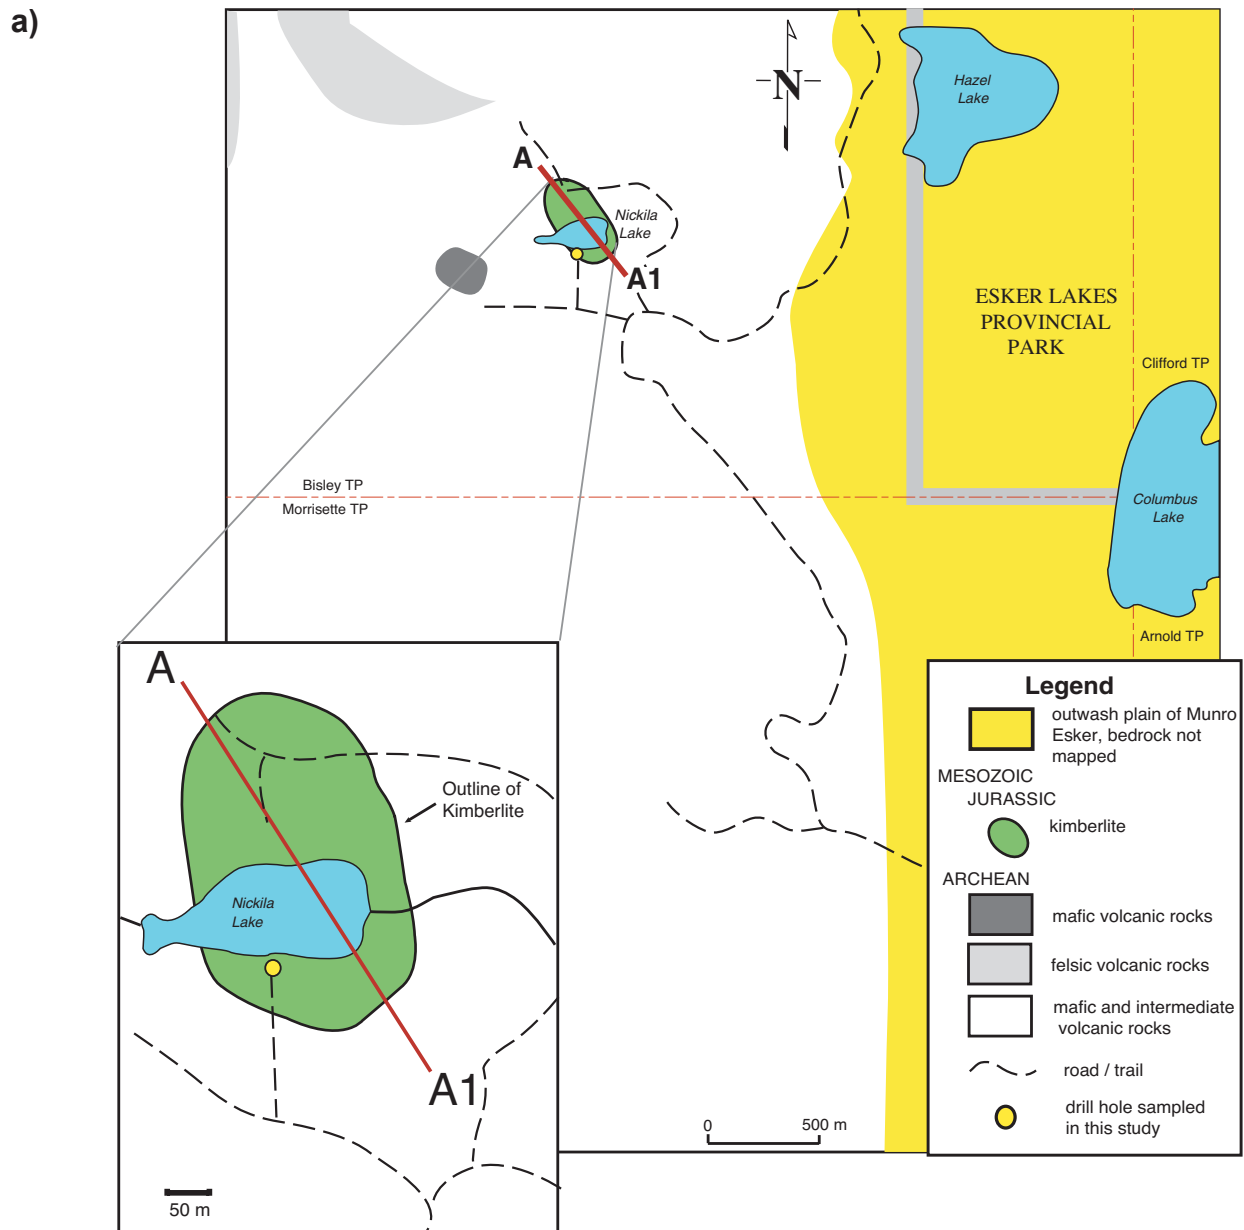 a)
N
Hazel
Lake
A
Nickila
Lake
A1
ESKER LAKES
PROVINCIAL
PARK
Clifford TP
Bisley TP
Morrisette TP
Columbus
Lake
Arnold TP
A
Outline of
Kimberlite
Nickila
Lake
A1
50 m
0 500 m
Legend
outwash plain of Munro
Esker, bedrock not
mapped
MESOZOIC
JURASSIC
kimberlite
ARCHEAN
mafic volcanic rocks
felsic volcanic rocks
mafic and intermediate
volcanic rocks
road / trail
drill hole sampled
in this study